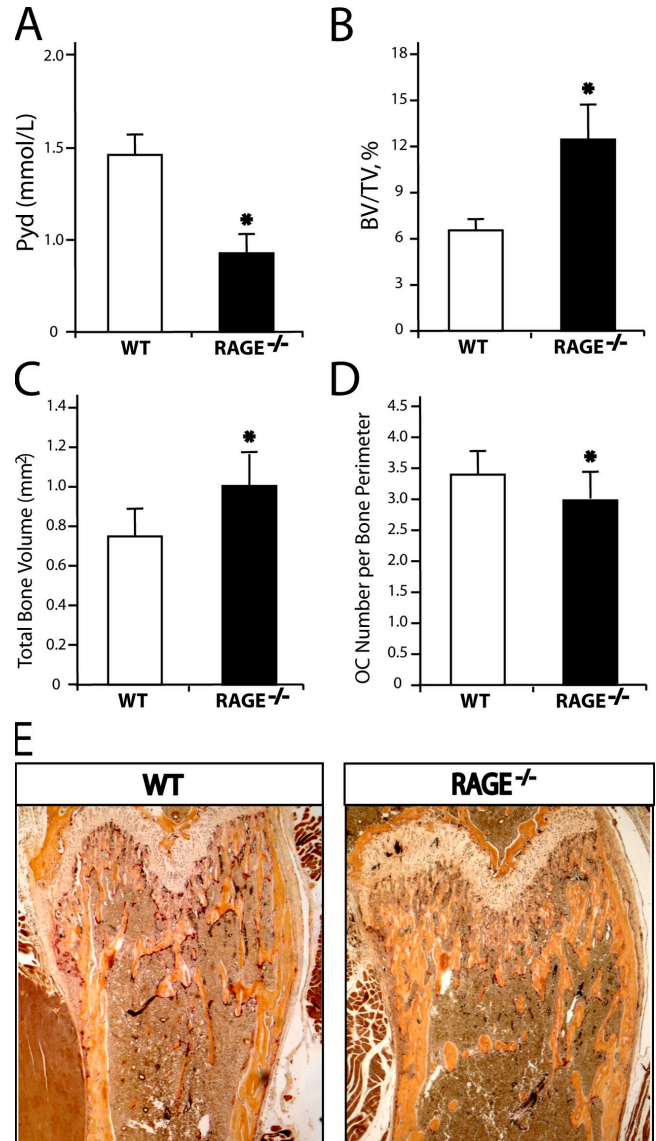 A
Pyd (mmol/L)
2.0
1.5
1.0
0
*
WT
RAGE-/-
B
BV/TV, %
18
15
12
9
6
3
0
*
WT
RAGE-/-
C
Total Bone Volume (mm2)
1.4
1.2
1.0
0.8
0.6
0.4
0.2
0
*
WT
RAGE-/-
D
OC Number per Bone Perimeter
4.5
4.0
3.5
3.0
2.5
2.0
1.5
1.0
0.5
0
*
WT
RAGE-/-
E
WT
RAGE-/-